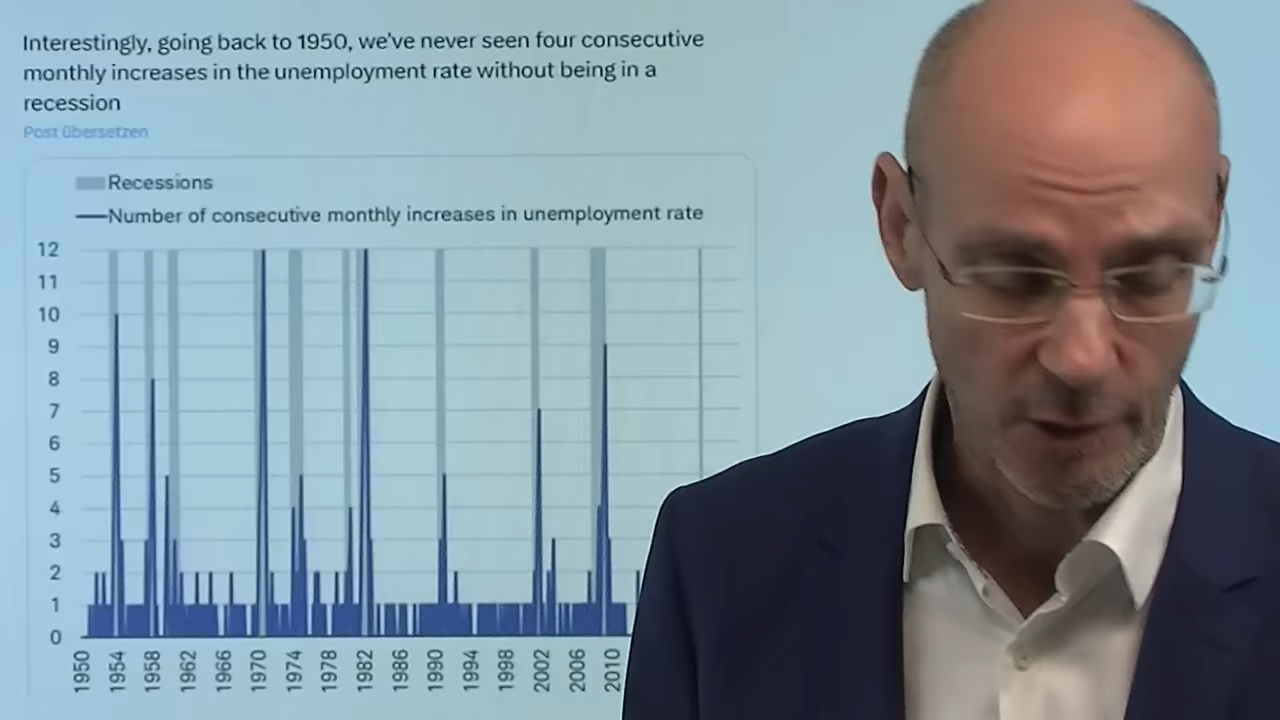 Interestingly, going back to 1950, we've never seen four consecutive
monthly increases in the unemployment rate without being in a
recession
Post übersetzen
Recessions
Number of consecutive monthly increases in unemployment rate
12
11
10
9
8
7
6
5
4
3
2
1
0
1950 1954 1958 1962 1966 1970 1974 1978 1982 1986 1990 1994 1998 2002 2006 2010